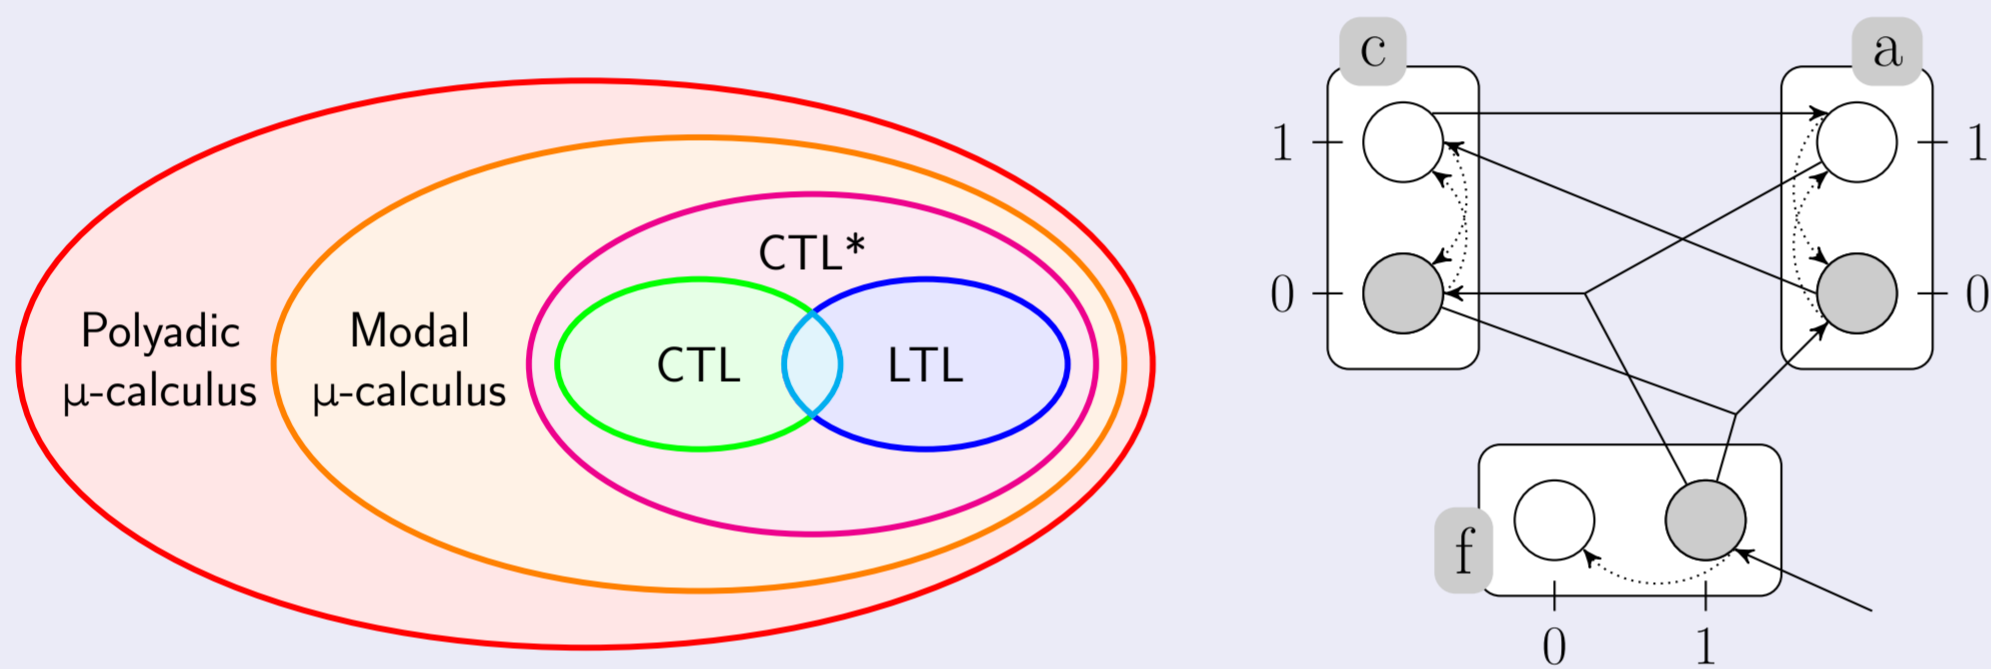 Polyadic
μ-calculus
Modal
μ-calculus
CTL*
CTL
LTL
c
a
1
1
0
0
f
0
1